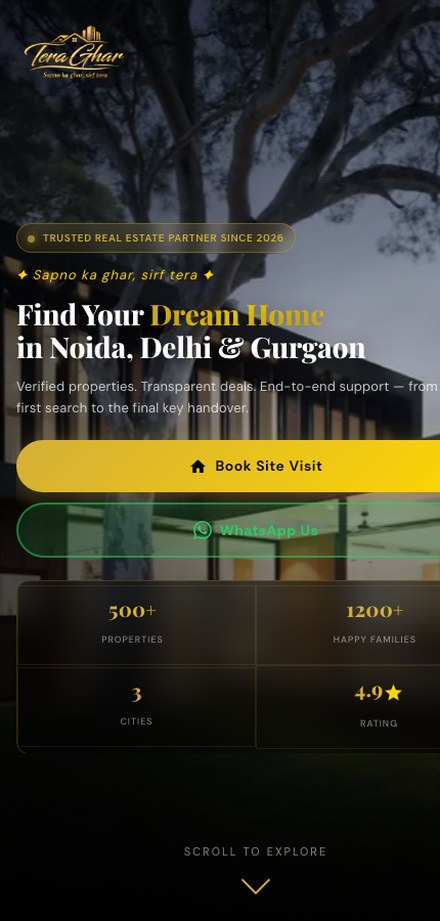 Tera Ghar
Sapno ka ghar, sirf tera
TRUSTED REAL ESTATE PARTNER SINCE 2026
✦ Sapno ka ghar, sirf tera ✦
Find Your Dream Home
in Noida, Delhi & Gurgaon
Verified properties. Transparent deals. End-to-end support — from
first search to the final key handover.
Book Site Visit
WhatsApp Us
500+
PROPERTIES
1200+
HAPPY FAMILIES
3
CITIES
4.9★
RATING
SCROLL TO EXPLORE